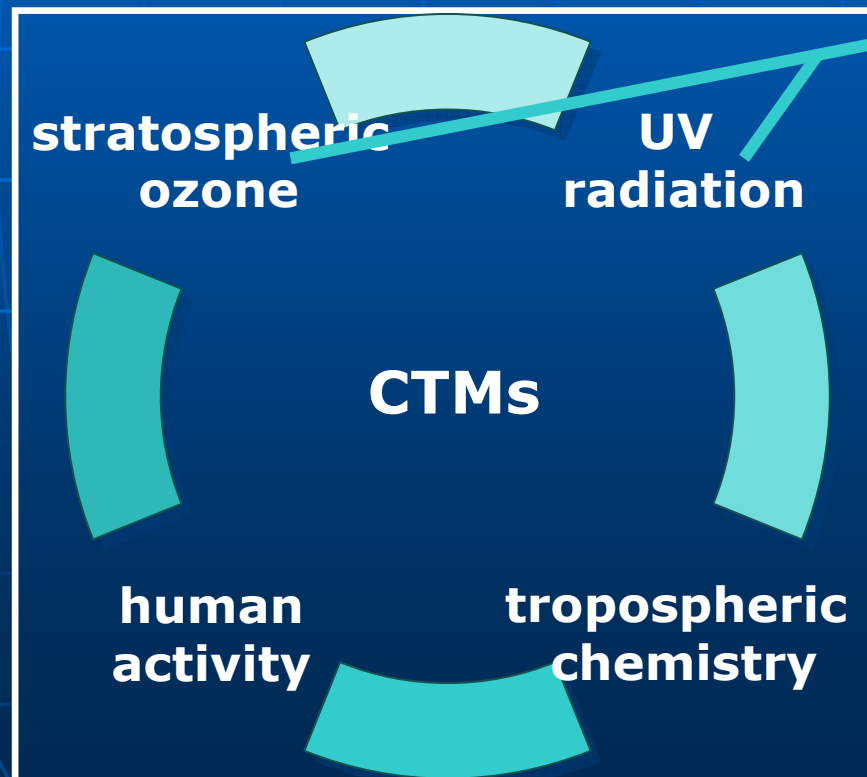 stratospheric
ozone
UV
radiation
CTMs
human
activity
tropospheric
chemistry